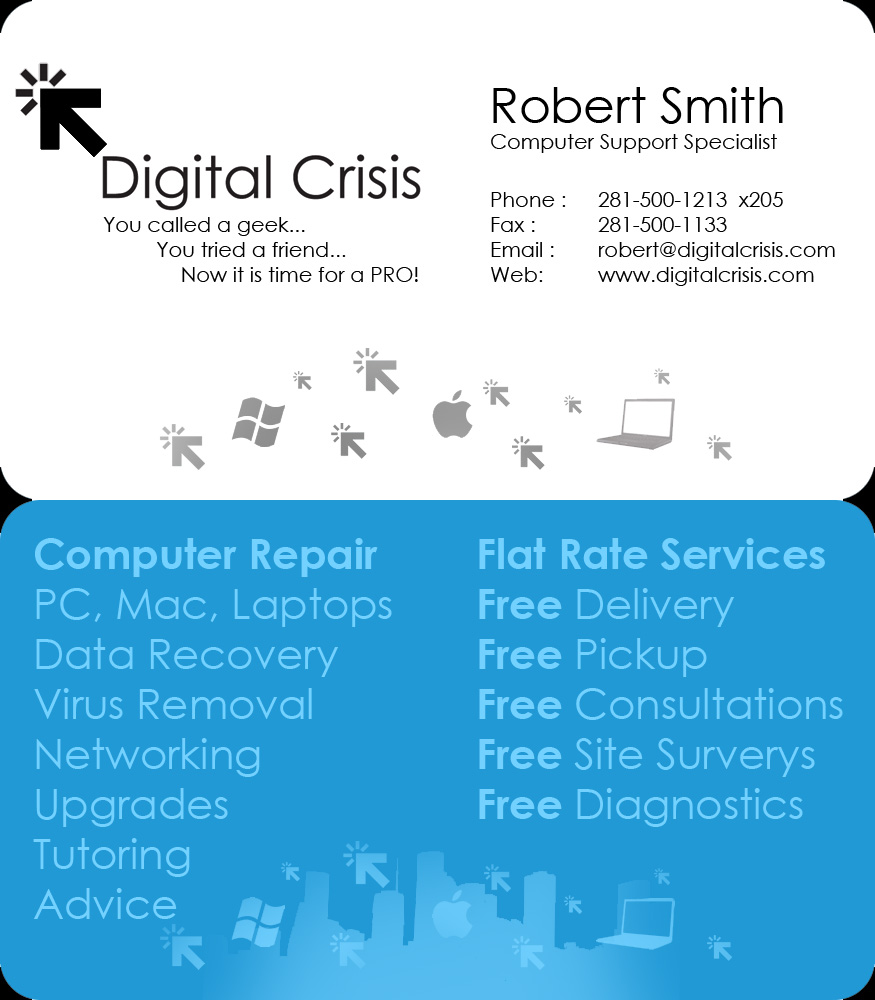 Digital Crisis
You called a geek...
You tried a friend...
Now it is time for a PRO!
Robert Smith
Computer Support Specialist
Phone : 281-500-1213 x205
Fax : 281-500-1133
Email : robert@digitalcrisis.com
Web: www.digitalcrisis.com
Computer Repair
PC, Mac, Laptops
Data Recovery
Virus Removal
Networking
Upgrades
Tutoring
Advice
Flat Rate Services
Free Delivery
Free Pickup
Free Consultations
Free Site Surverys
Free Diagnostics